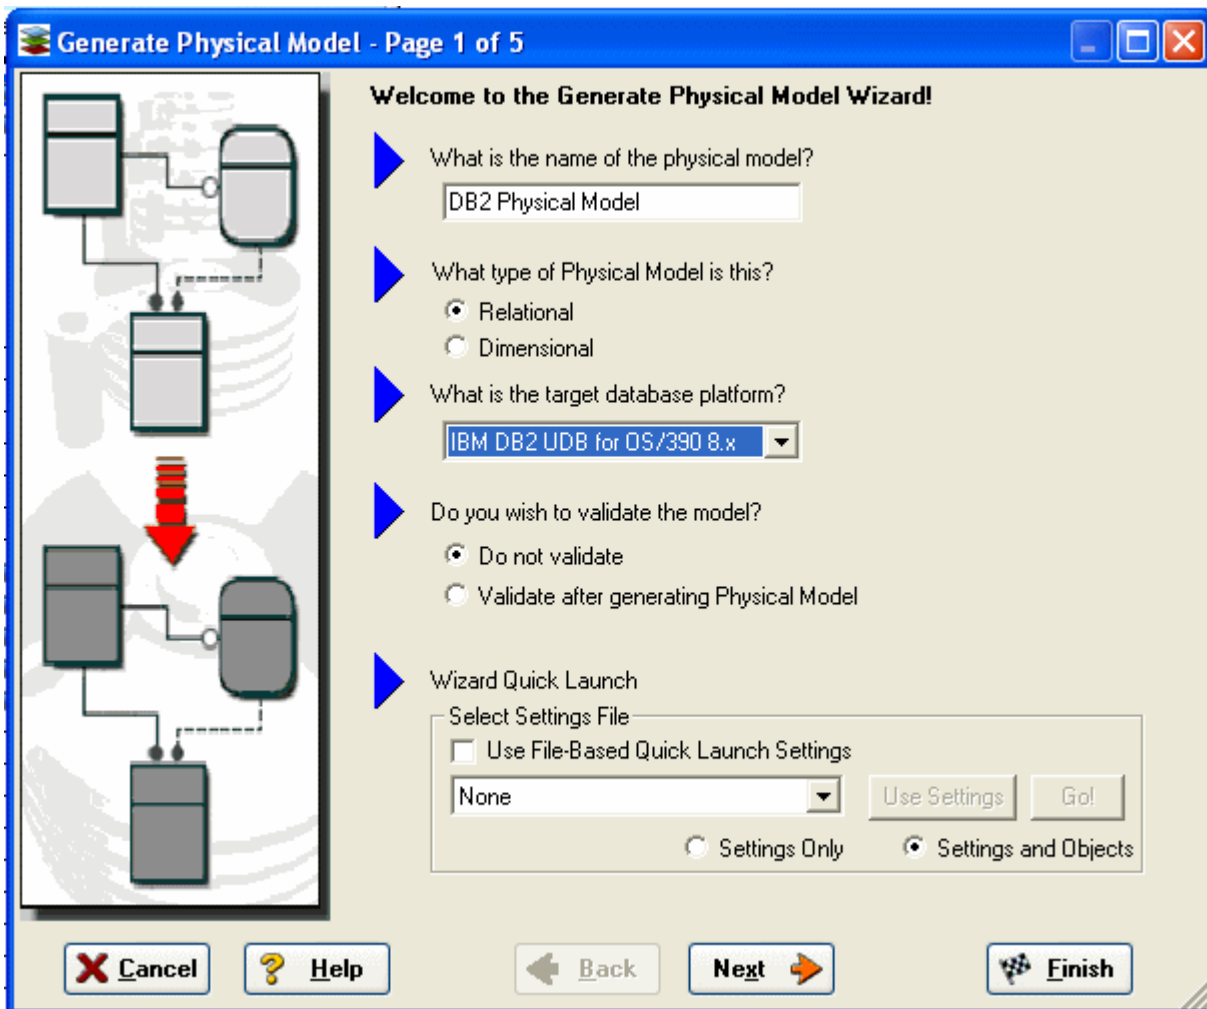 Generate Physical Model - Page 1 of 5
Welcome to the Generate Physical Model Wizard!
What is the name of the physical model?
DB2 Physical Model
What type of Physical Model is this?
Relational
Dimensional
What is the target database platform?
IBM DB2 UDB for OS/390 8.x
Do you wish to validate the model?
Do not validate
Validate after generating Physical Model
Wizard Quick Launch
Select Settings File
Use File-Based Quick Launch Settings
None
Use Settings
Go!
Settings Only
Settings and Objects
Cancel
Help
Back
Next
Finish